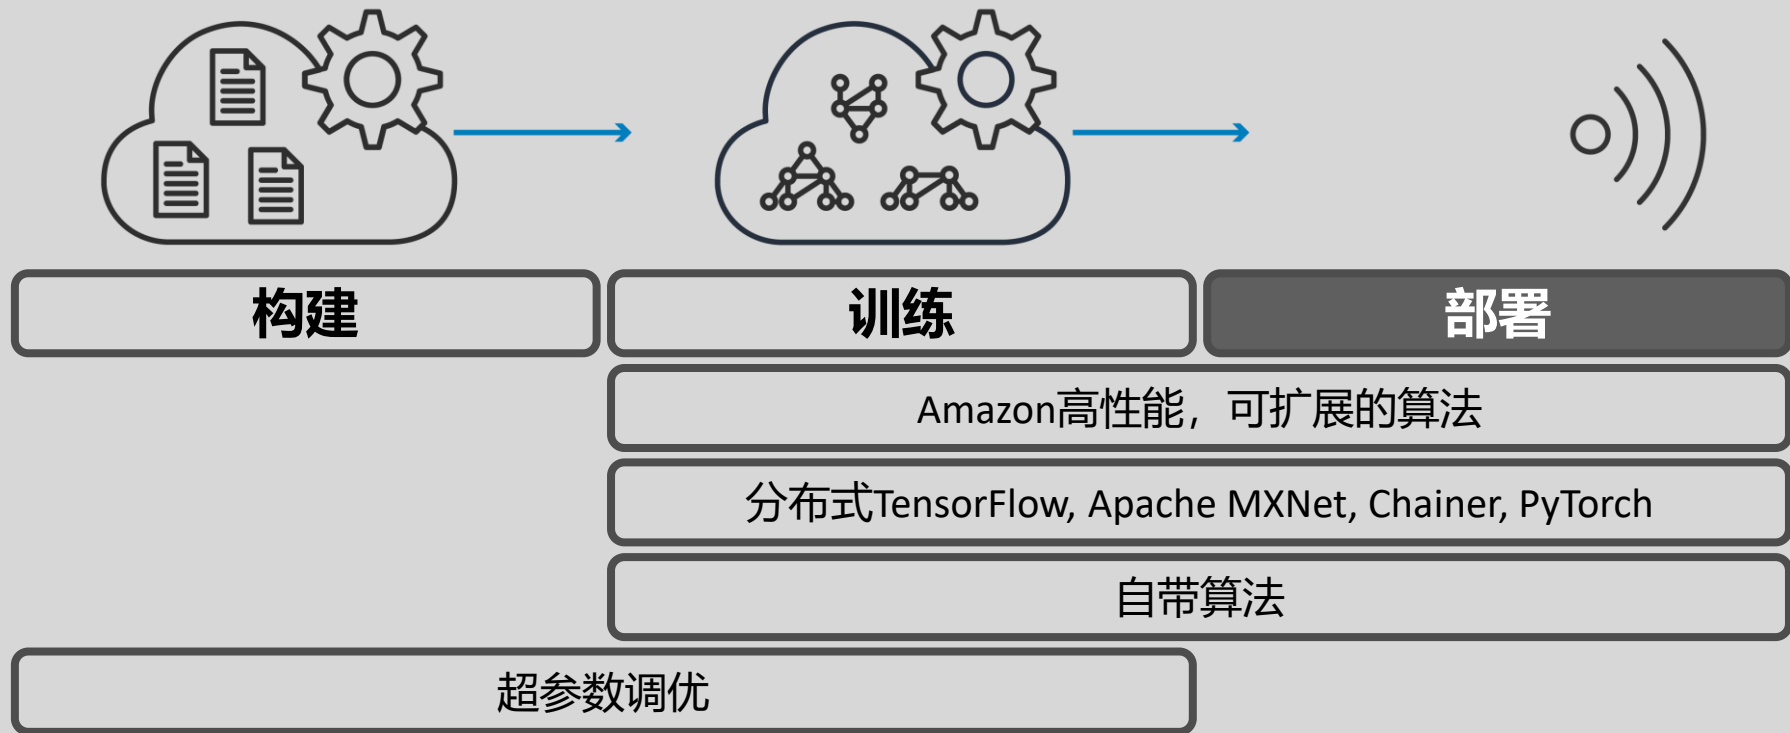 构建
训练
部署
Amazon高性能，可扩展的算法
分布式TensorFlow, Apache MXNet, Chainer, PyTorch
自带算法
超参数调优